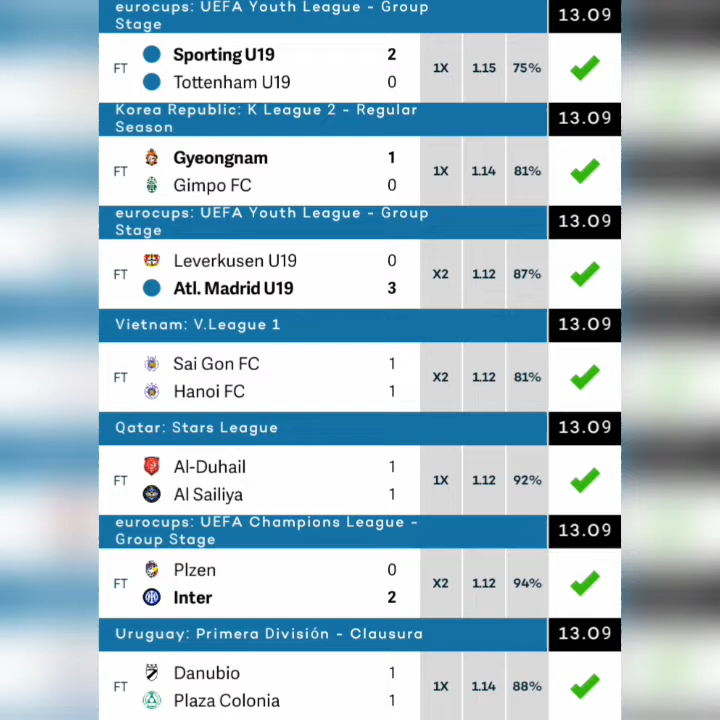 eurocups: UEFA Youth League - Group
Stage
13.09
FT
Sporting U19 2
Tottenham U19 0
1X 1.15 75%
Korea Republic: K League 2 - Regular
Season
13.09
FT
Gyeongnam 1
Gimpo FC 0
1X 1.14 81%
eurocups: UEFA Youth League - Group
Stage
13.09
FT
Leverkusen U19 0
Atl. Madrid U19 3
X2 1.12 87%
Vietnam: V.League 1
13.09
FT
Sai Gon FC 1
Hanoi FC 1
X2 1.12 81%
Qatar: Stars League
13.09
FT
Al-Duhail 1
Al Sailiya 1
1X 1.12 92%
eurocups: UEFA Champions League -
Group Stage
13.09
FT
Plzen 0
Inter 2
X2 1.12 94%
Uruguay: Primera División - Clausura
13.09
FT
Danubio 1
Plaza Colonia 1
1X 1.14 88%